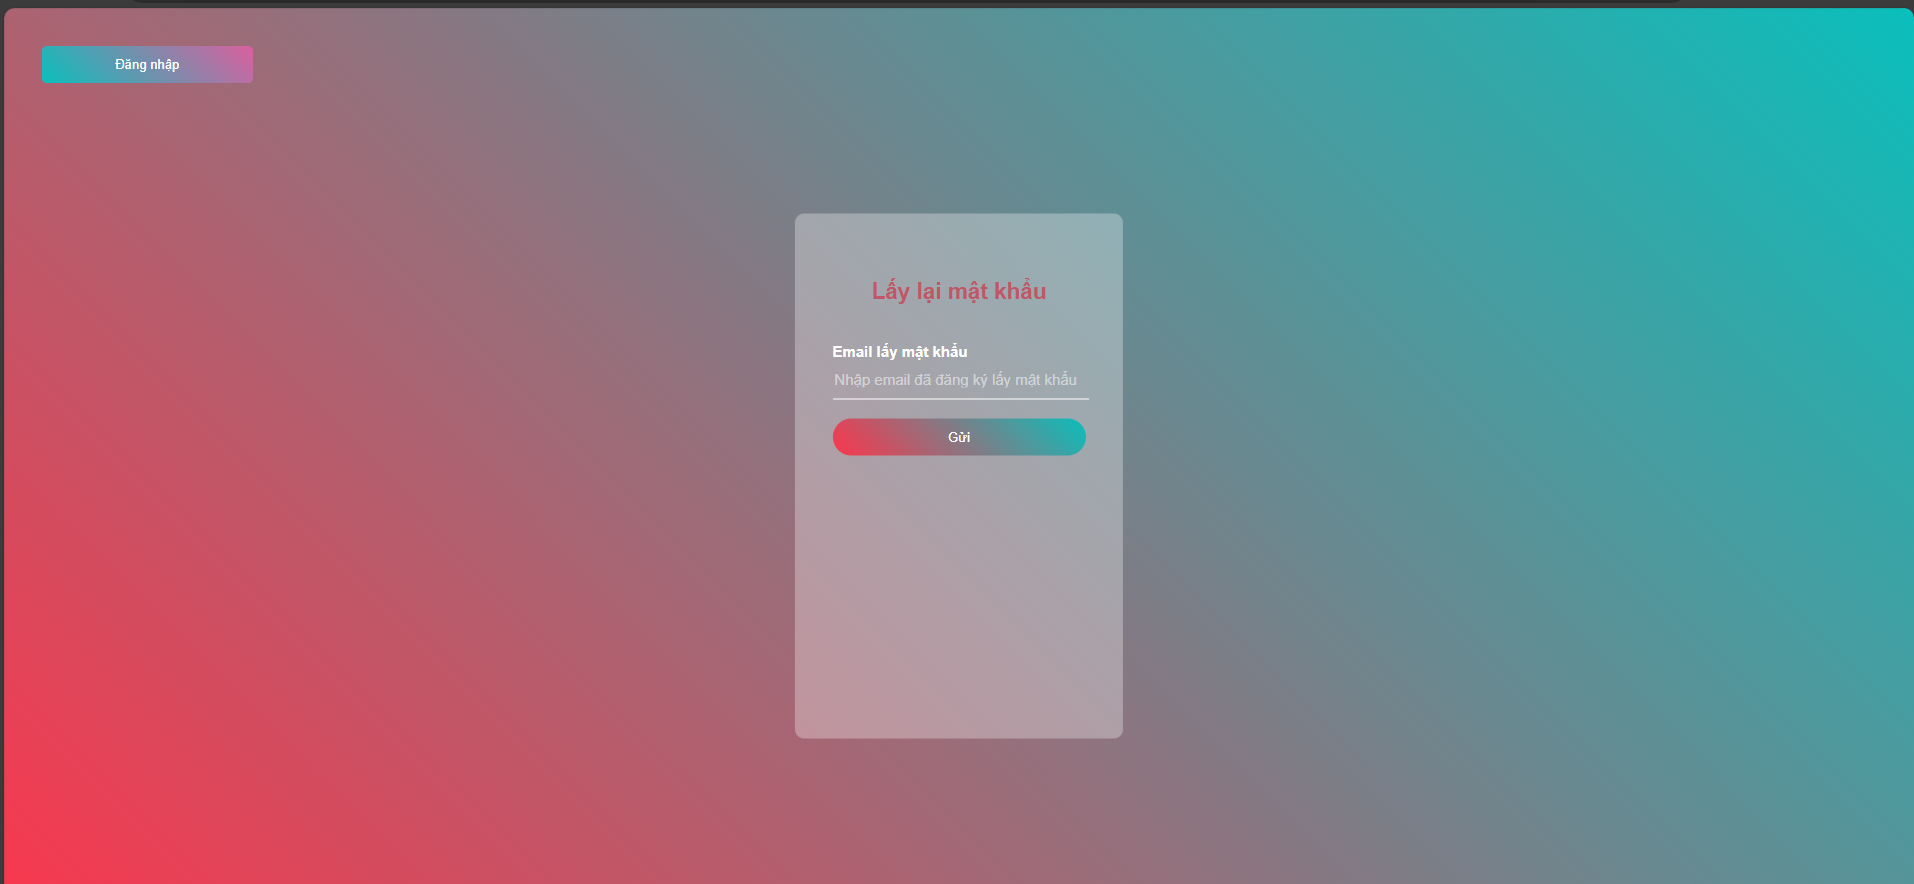 Đăng nhập
Lấy lại mật khẩu
Email lấy mật khẩu
Nhập email đã đăng ký lấy mật khẩu
Gửi